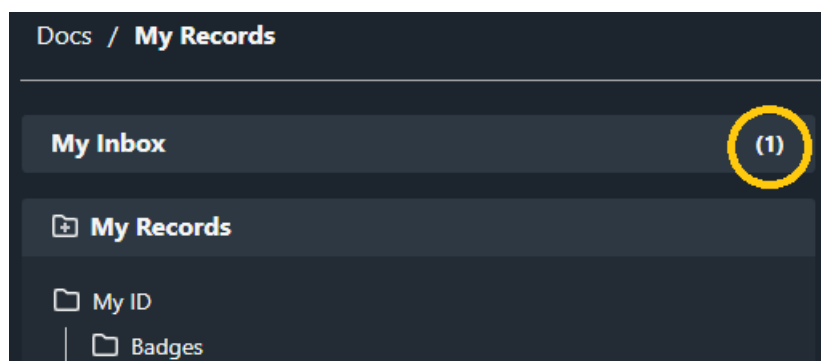 Docs / My Records
My Inbox (1)
My Records
My ID
Badges